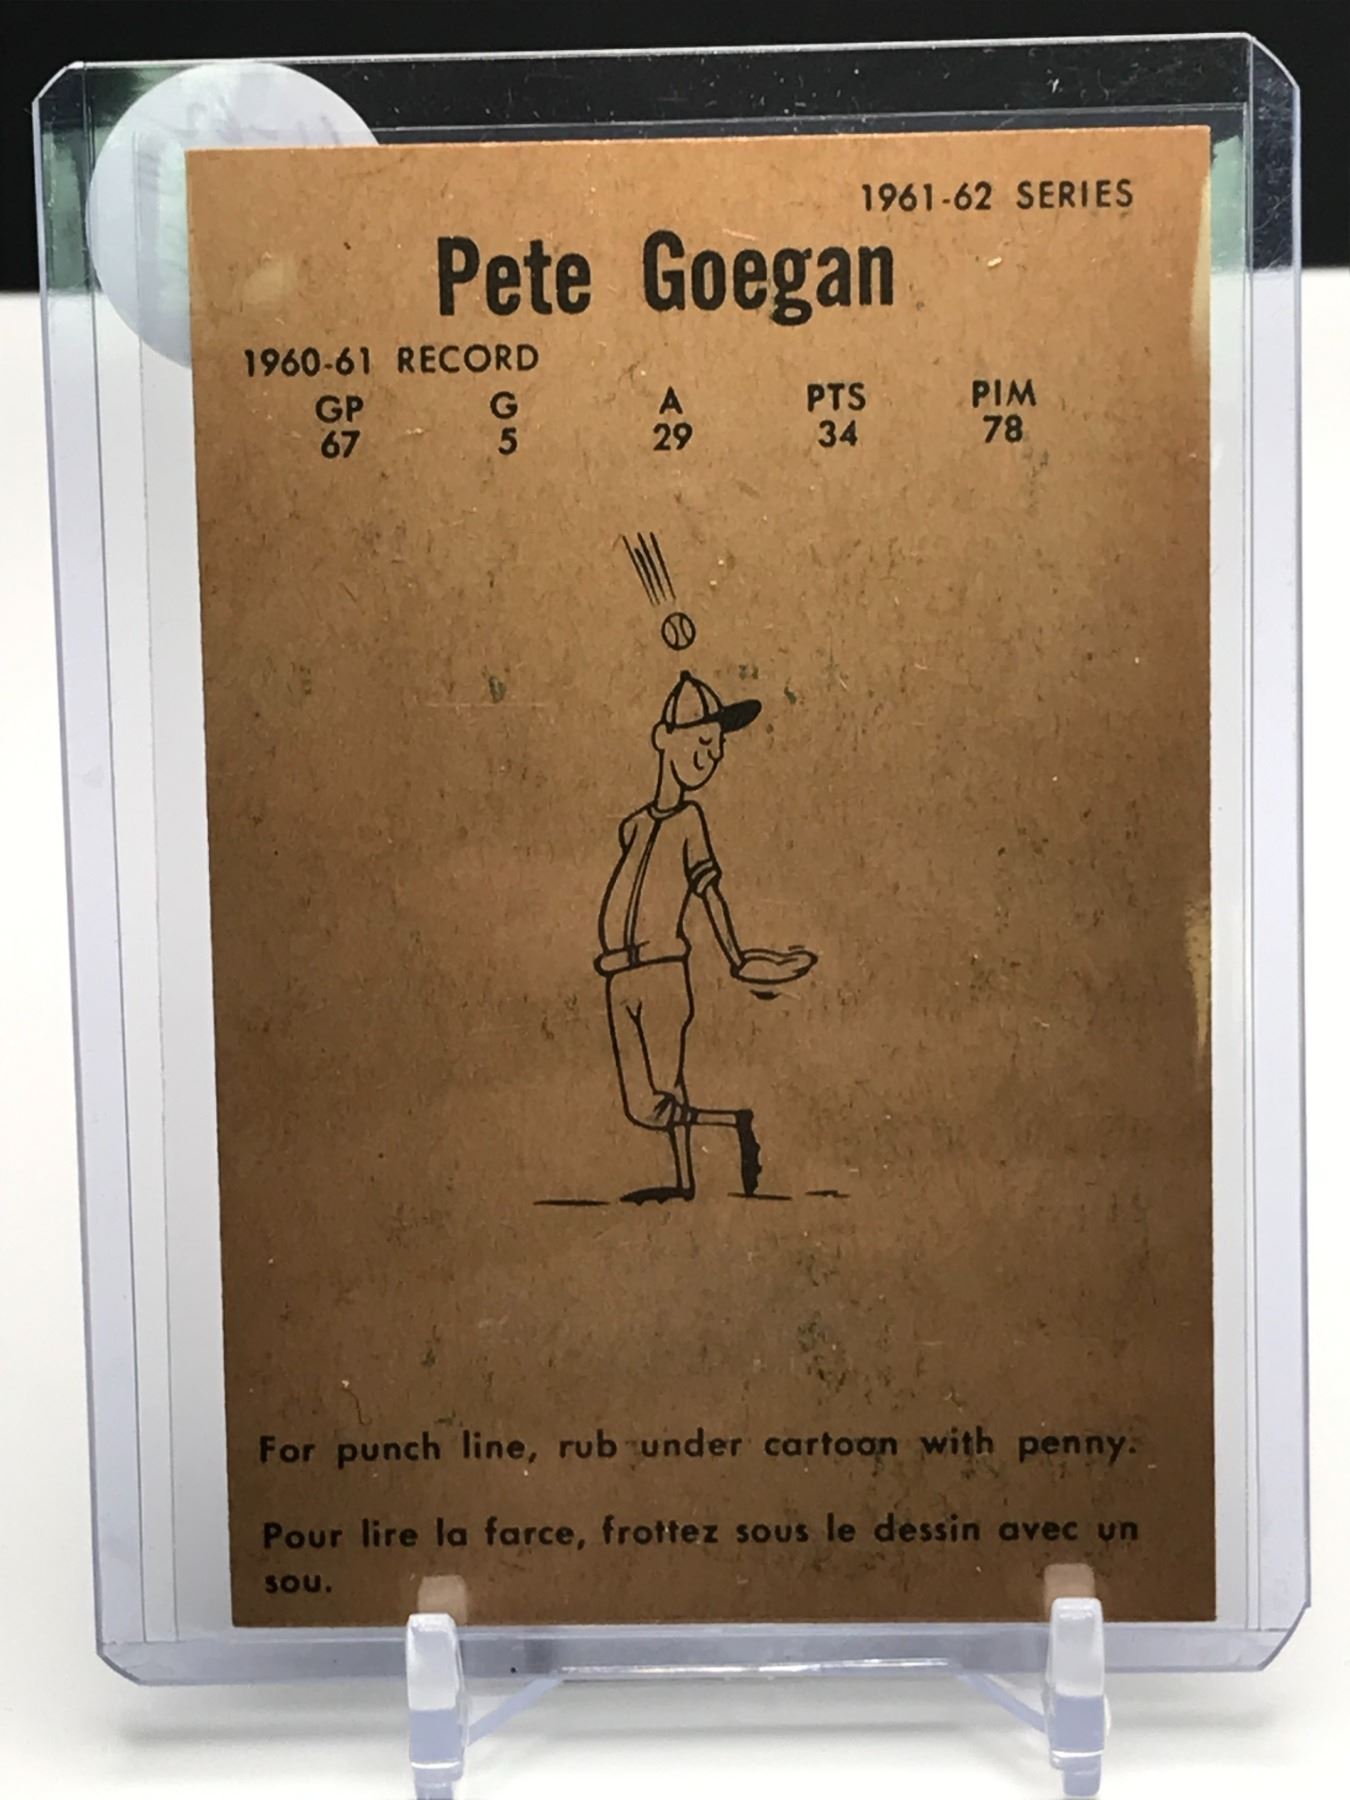 1961-62 SERIES
Pete Goegan
1960-61 RECORD
GP G A PTS PIM
67 5 29 34 78
For punch line, rub under cartoon with penny.
Pour lire la farce, frottez sous le dessin avec un
sou.